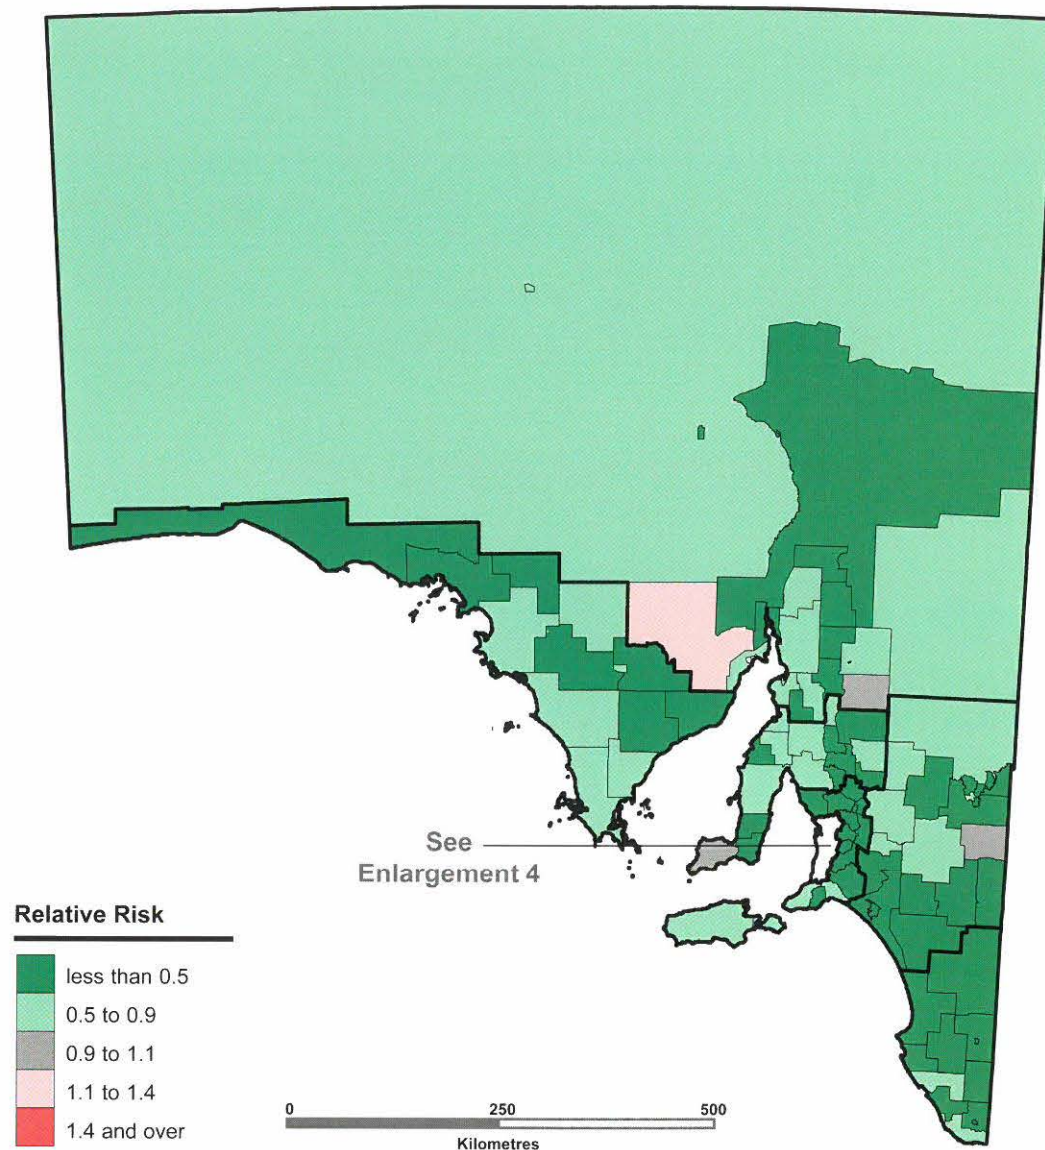 See
Enlargement 4
Relative Risk
less than 0.5
0.5 to 0.9
0.9 to 1.1
1.1 to 1.4
1.4 and over
0 250 500
Kilometres